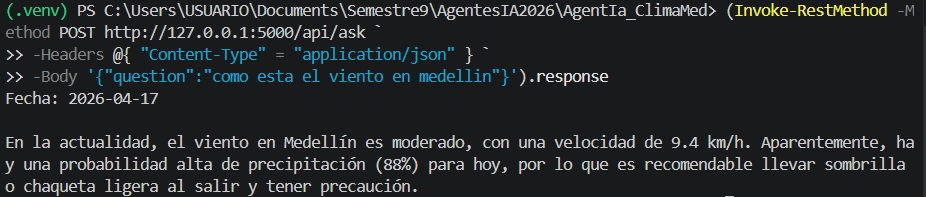 (.venv) PS C:\Users\USUARIO\Documents\Semestre9\AgentesIA2026\AgentIa_ClimaMed> (Invoke-RestMethod -M
ethod POST http://127.0.0.1:5000/api/ask `
>> -Headers @{ "Content-Type" = "application/json" } `
>> -Body '{"question":"como esta el viento en medellin"}').response
Fecha: 2026-04-17

En la actualidad, el viento en Medellín es moderado, con una velocidad de 9.4 km/h. Aparentemente, ha
y una probabilidad alta de precipitación (88%) para hoy, por lo que es recomendable llevar sombrilla
o chaqueta ligera al salir y tener precaución.